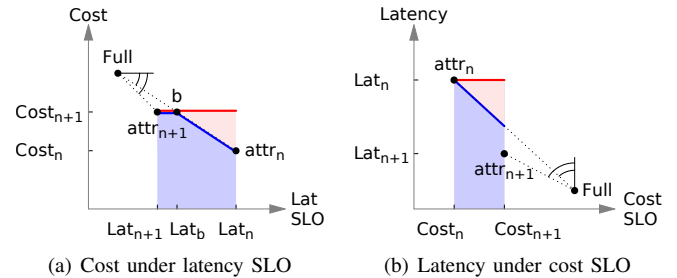 Cost
Full
b
Cost_{n+1}
attr_{n+1}
Cost_n
attr_n
Lat
SLO
Lat_{n+1} Lat_b Lat_n
(a) Cost under latency SLO
Latency
attr_n
Lat_n
Lat_{n+1}
attr_{n+1}
Full
Cost
SLO
Cost_n Cost_{n+1}
(b) Latency under cost SLO